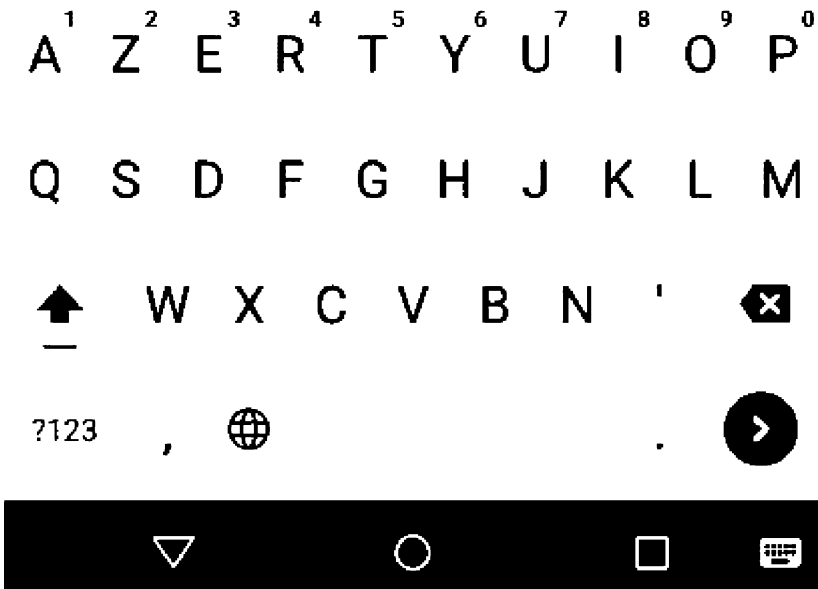 1 2 3 4 5 6 7 8 9 0
A Z E R T Y U I O P
Q S D F G H J K L M
W X C V B N '
?123 , .